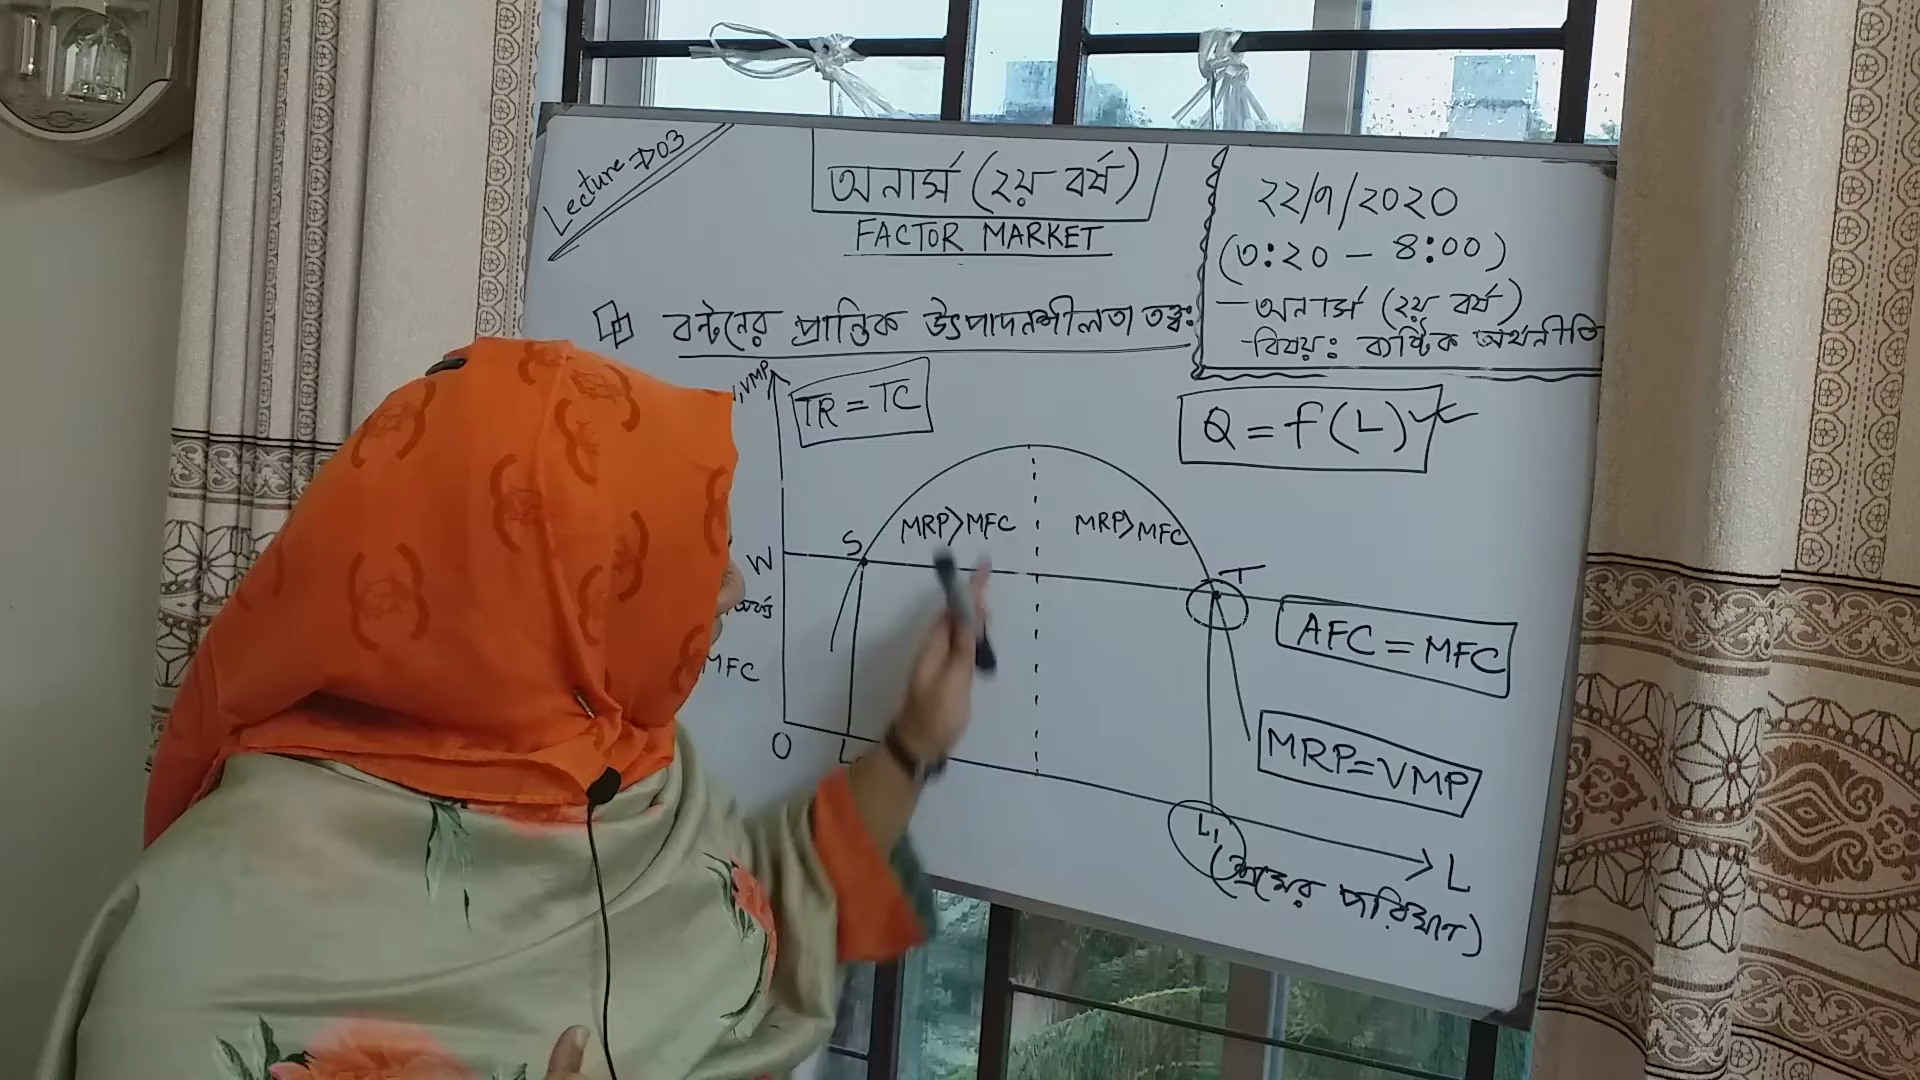 Lecture ⇒ 03
অনার্স (২য় বর্ষ)
FACTOR MARKET
২২/৭/২০২০
(৩:২০ – ৪:০০)
– অনার্স (২য় বর্ষ)
- বিষয়: ব্যষ্টিক অর্থনীতি
বন্টনের প্রান্তিক উৎপাদনশীলতা তত্ত্ব:
VMP
TR = TC
Q = f(L)
MRP>MFC
MRP>MFC
S
W
T
AFC = MFC
MFC
MRP=VMP
O
L
L₁
L
(শ্রমের পরিমাণ)